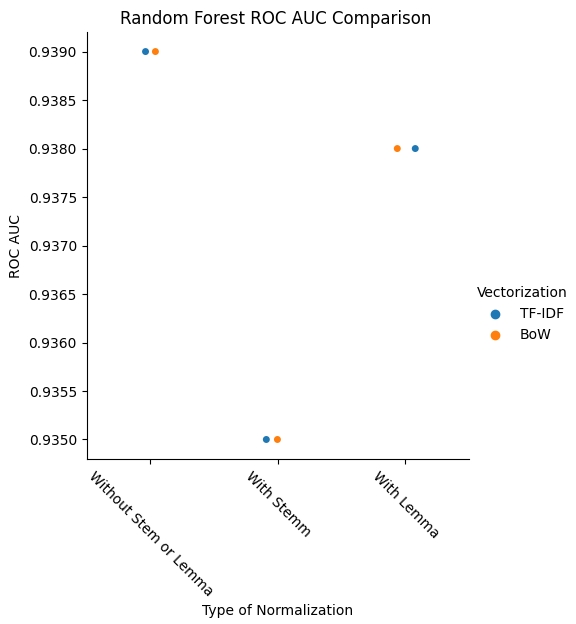 Random Forest ROC AUC Comparison
0.9390
0.9385
0.9380
0.9375
0.9370
0.9365
0.9360
0.9355
0.9350
ROC AUC
Without Stem or Lemma
With Stemm
With Lemma
Type of Normalization
Vectorization
TF-IDF
BoW